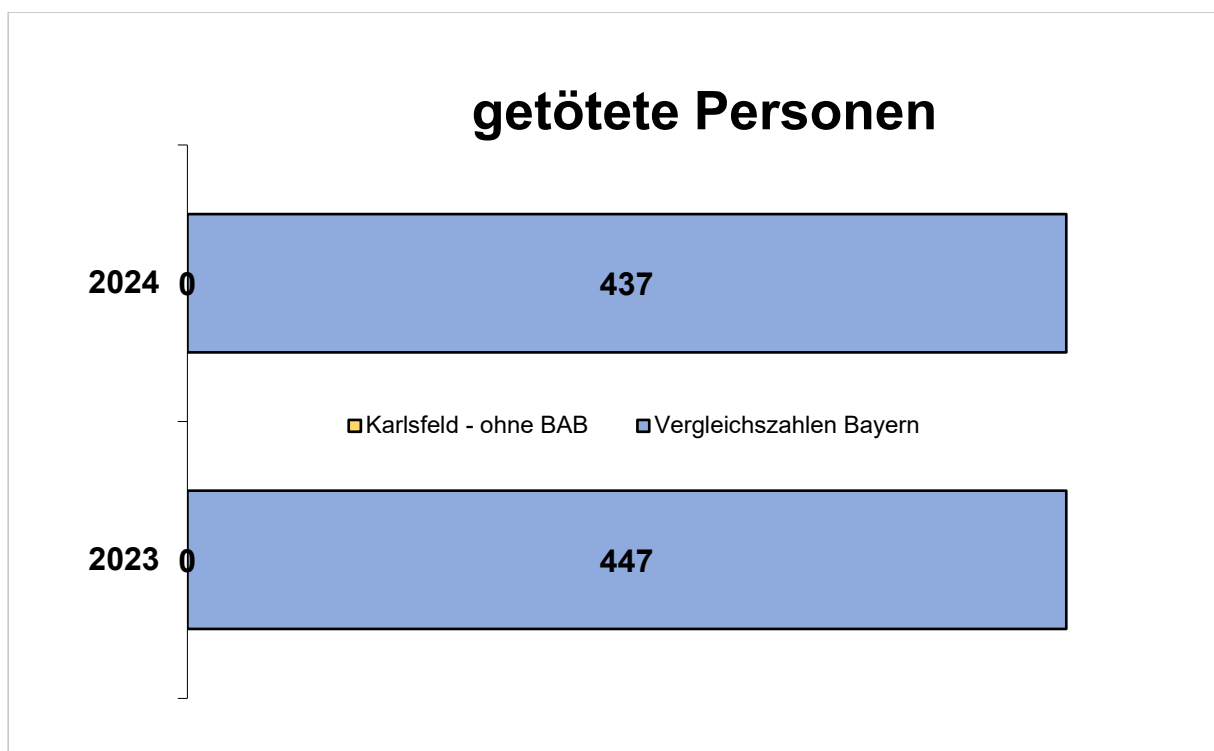 getötete Personen
2024 0 437
Karlsfeld - ohne BAB Vergleichszahlen Bayern
2023 0 447